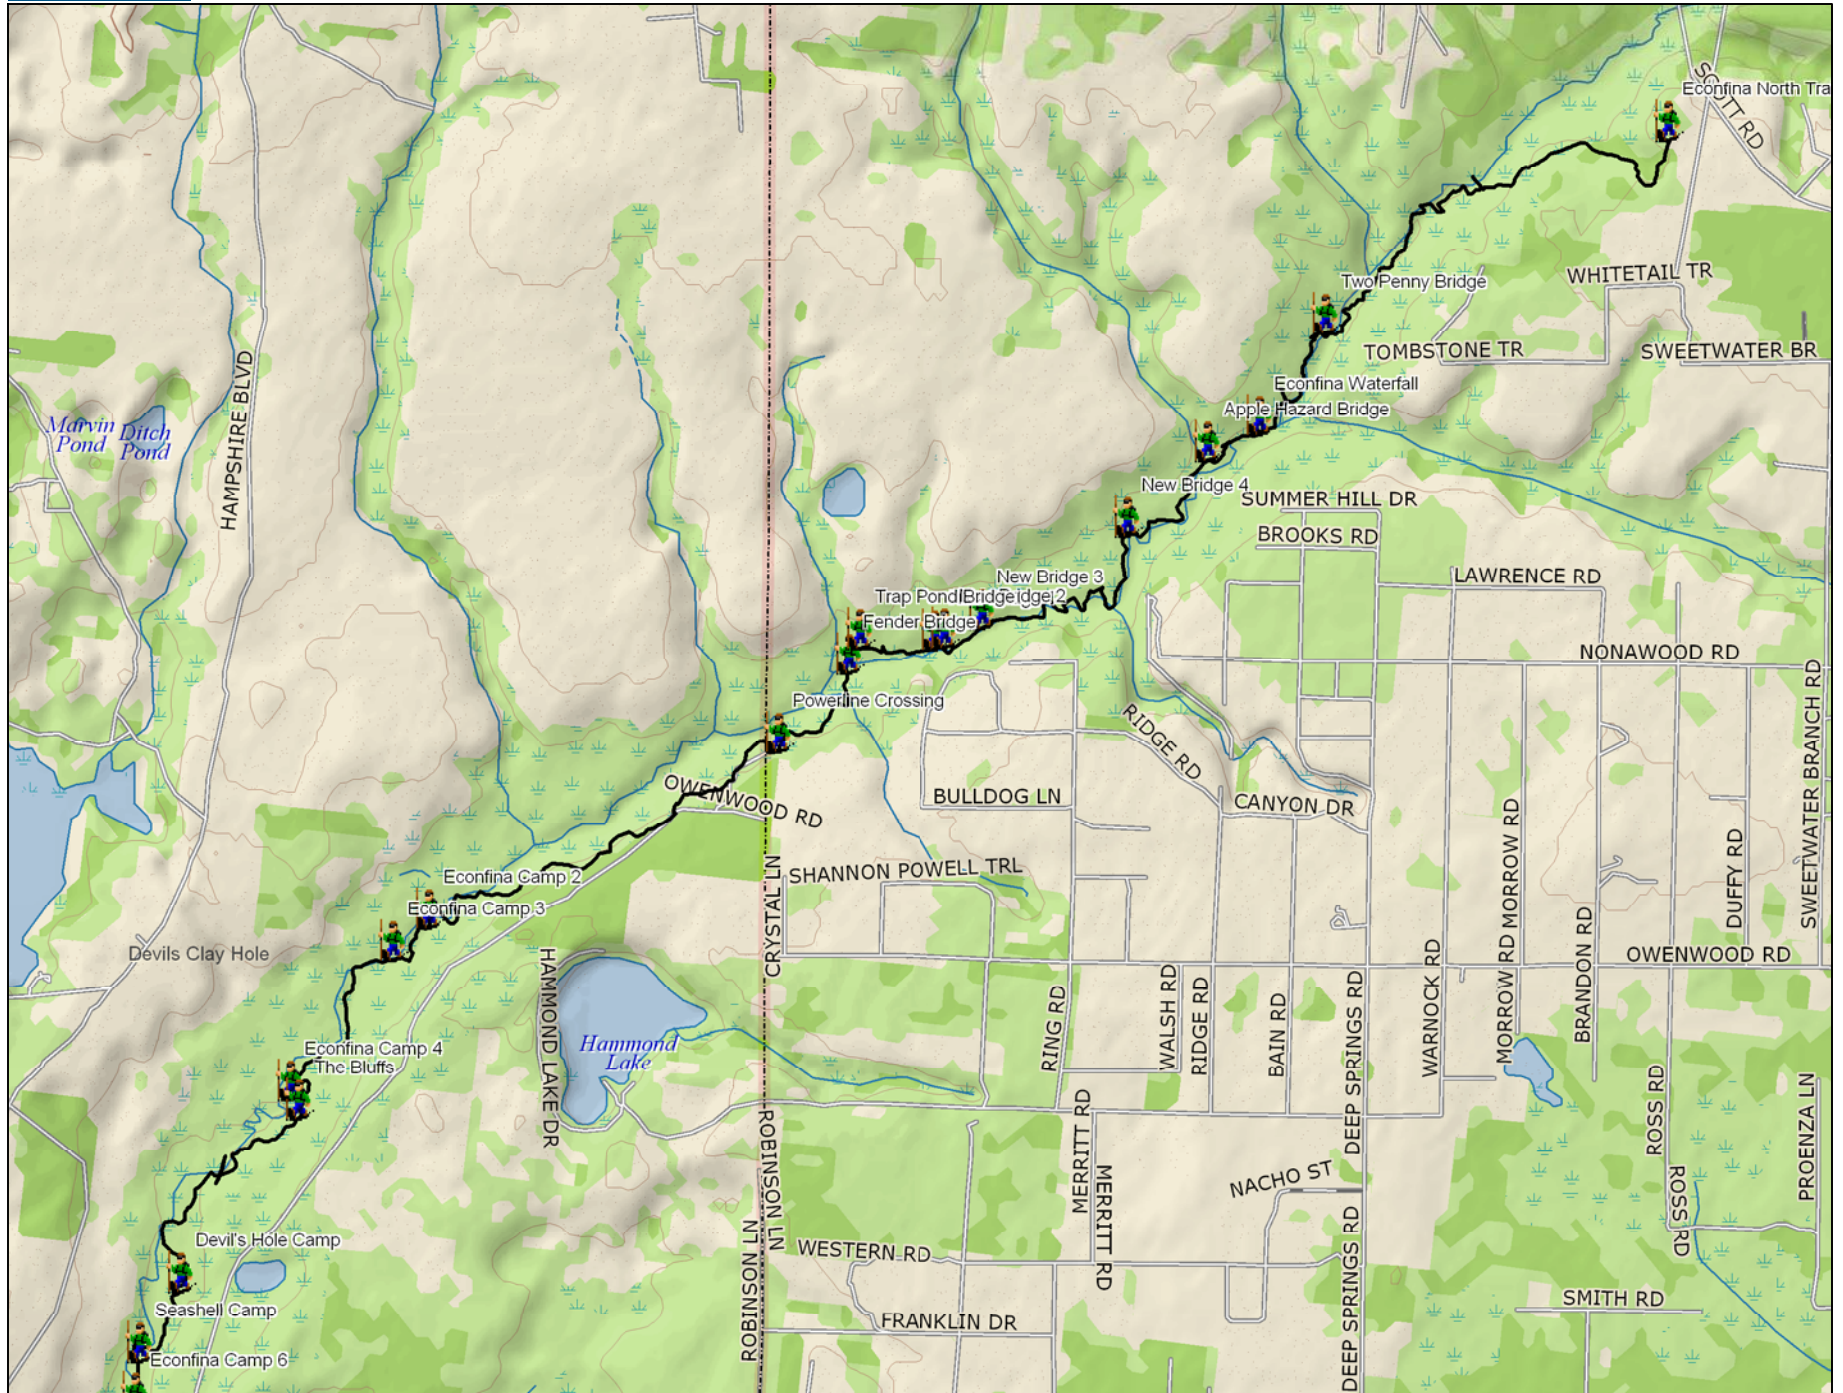 Econfina North Tra
SCOTT RD
WHITETAIL TR
Two Penny Bridge
TOMBSTONE TR
SWEETWATER BR
Econfina Waterfall
Apple Hazard Bridge
HAMPSHIRE BLVD
Marvin
Pond
Ditch
Pond
New Bridge 4
SUMMER HILL DR
BROOKS RD
LAWRENCE RD
New Bridge 3
Trap Pond Bridge
Fender Bridge
NONAWOOD RD
SWEETWATER BRANCH RD
Powerline Crossing
RIDGE RD
OWENWOOD RD
BULLDOG LN
CANYON DR
MORROW RD
DUFFY RD
SHANNON POWELL TRL
CRYSTAL LN
Econfina Camp 2
Econfina Camp 3
Devils Clay Hole
HAMMOND LAKE DR
BRANDON RD
OWENWOOD RD
WARNOCK RD
MORROW RD
RING RD
WALSH RD
RIDGE RD
BAIN RD
DEEP SPRINGS RD
Hammond
Lake
Econfina Camp 4
The Bluffs
ROSS RD
PROENZA LN
MERRITT RD
MERRITT RD
ROBINSON LN
ROBINSON LN
NACHO ST
ROSS RD
Devil's Hole Camp
WESTERN RD
DEEP SPRINGS RD
Seashell Camp
SMITH RD
FRANKLIN DR
Econfina Camp 6